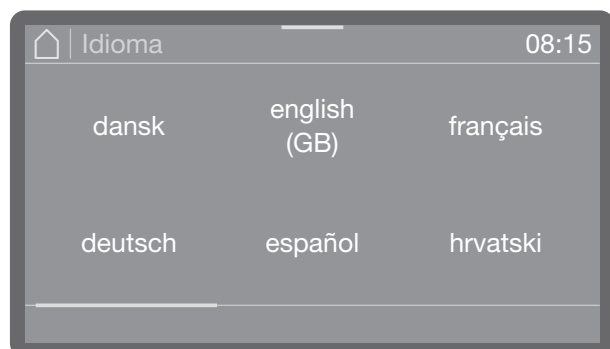 Idioma 08:15
dansk english (GB) français
deutsch español hrvatski